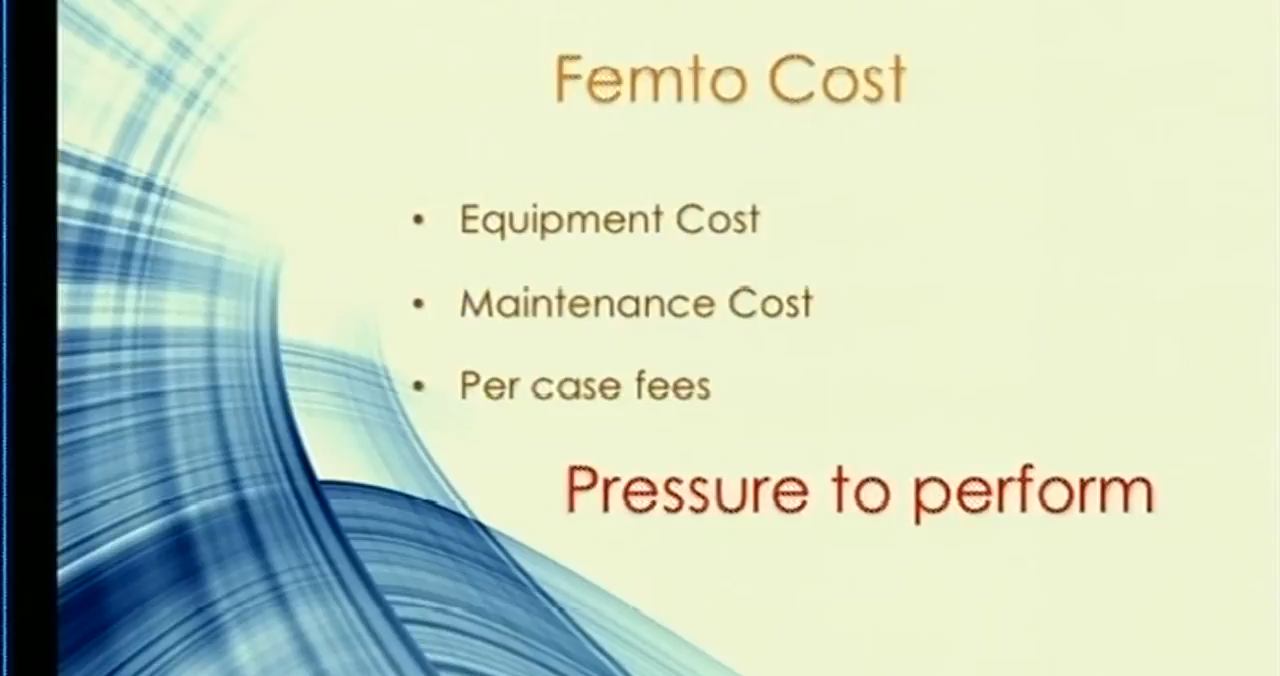 Femto Cost
• Equipment Cost
• Maintenance Cost
• Per case fees
Pressure to perform